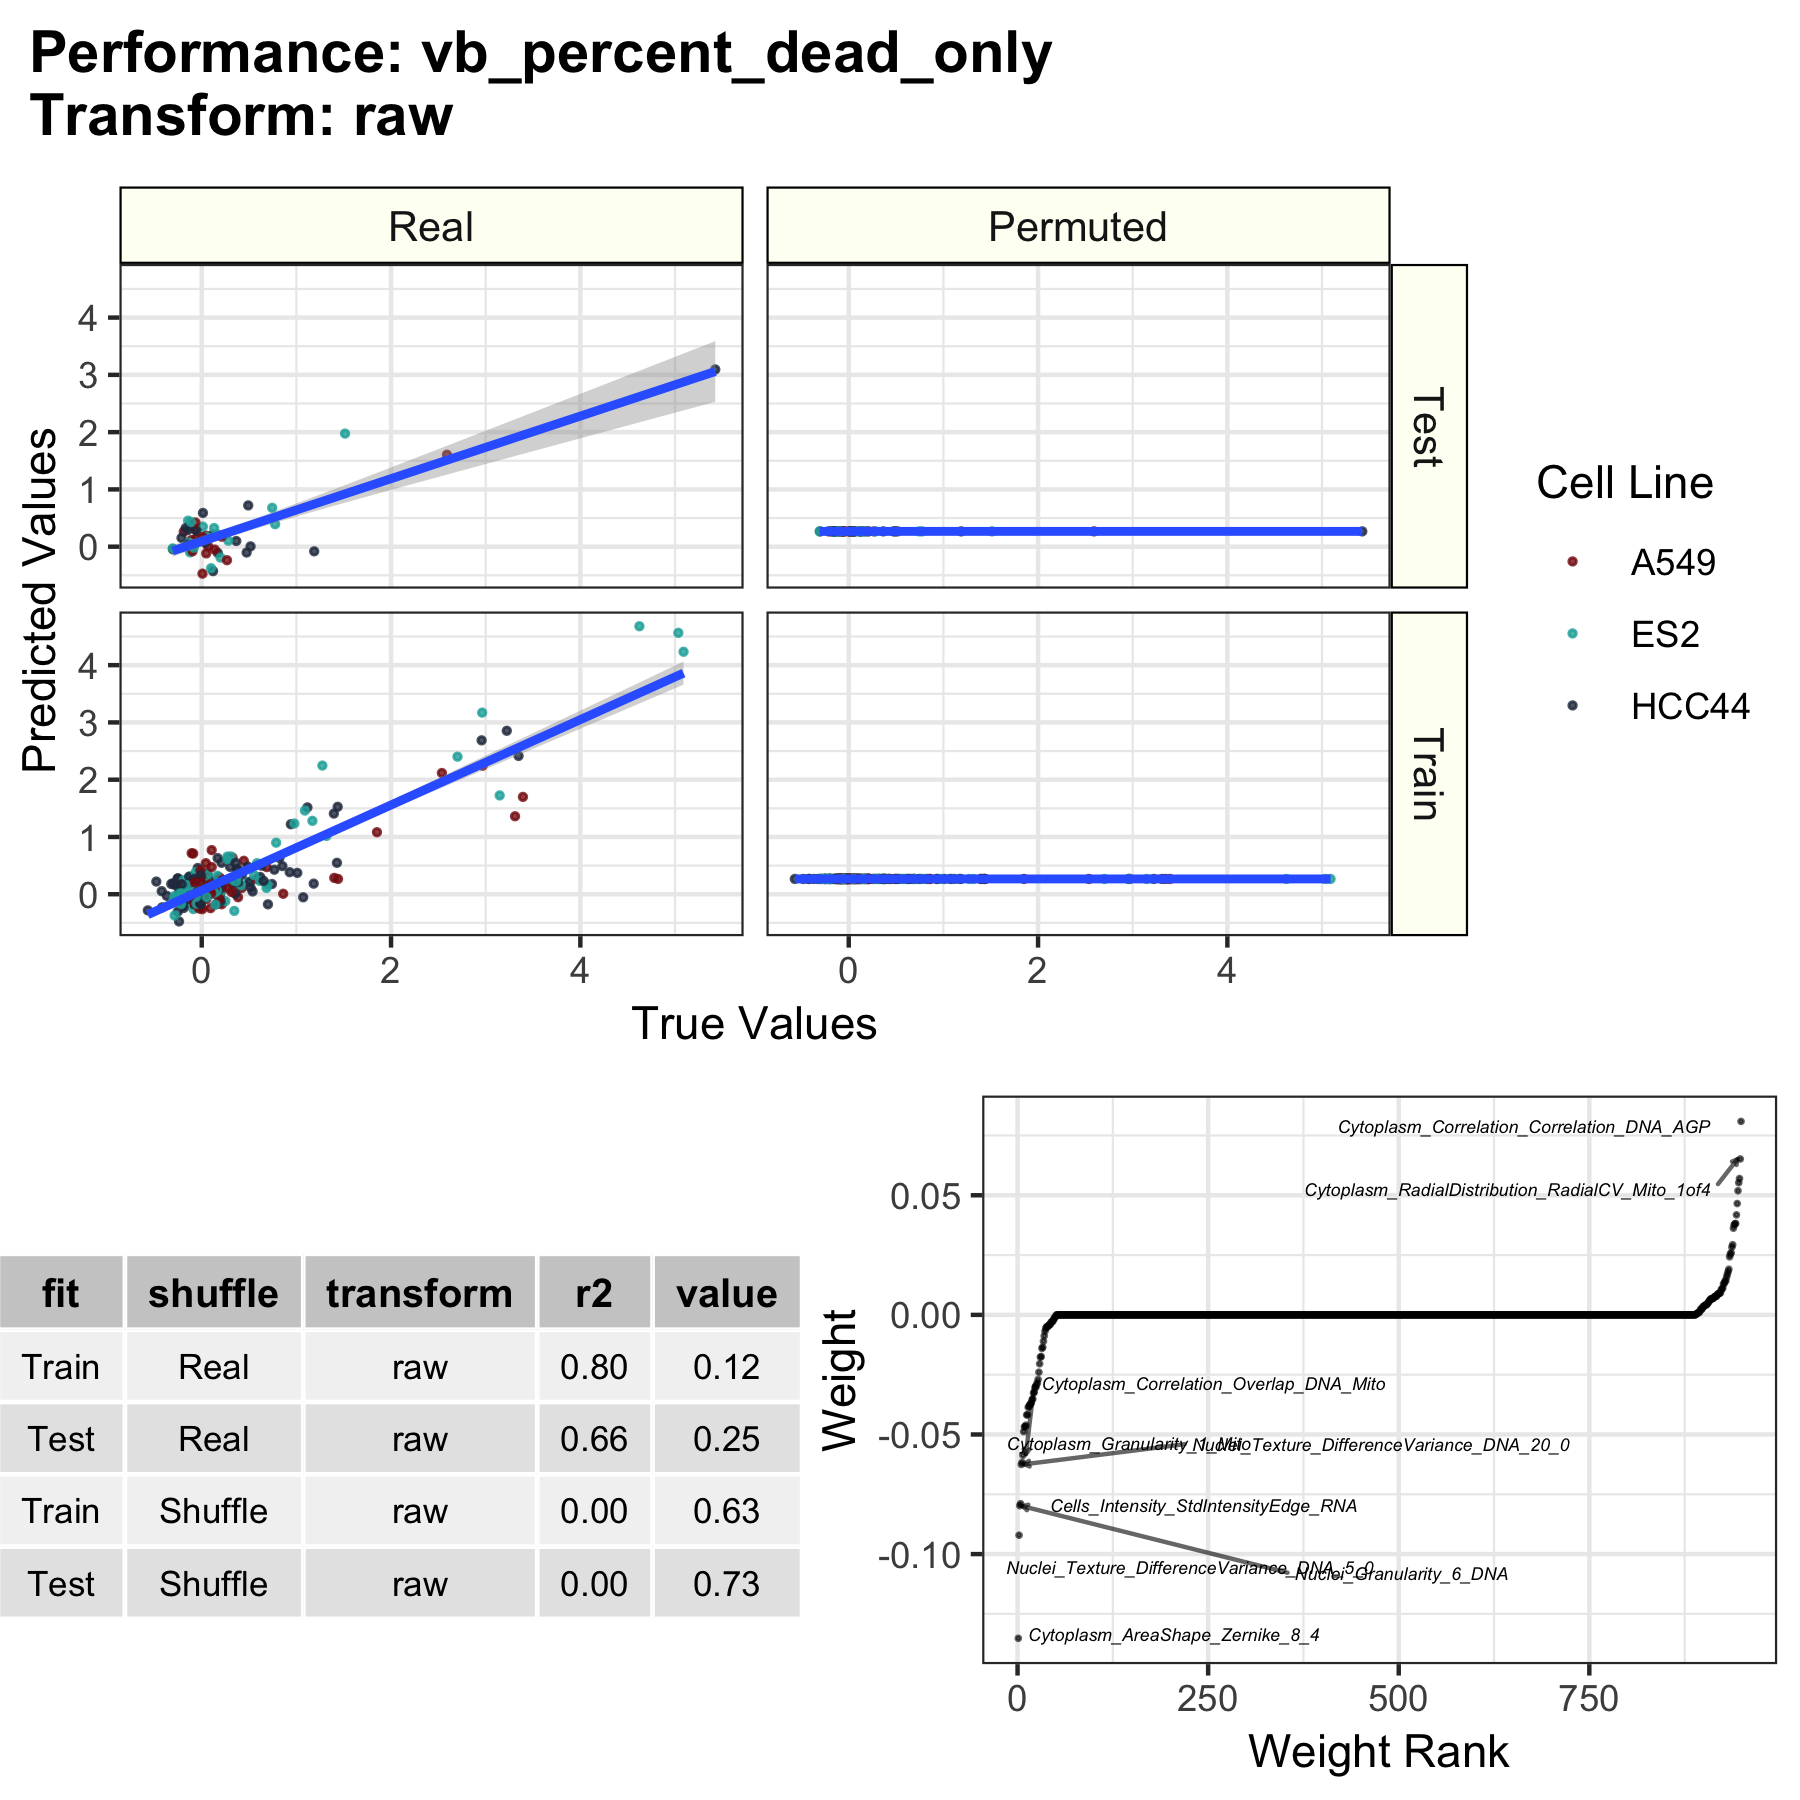 Performance: vb_percent_dead_only
Transform: raw
Real
Permuted
4
3
2
1
0
Test
Predicted Values
4
3
2
1
0
Train
0
2
4
0
2
4
True Values
Cell Line
A549
ES2
HCC44
fit shuffle transform r2 value
Train Real raw 0.80 0.12
Test Real raw 0.66 0.25
Train Shuffle raw 0.00 0.63
Test Shuffle raw 0.00 0.73
Weight
0.05
0.00
-0.05
-0.10
Cytoplasm_Correlation_Correlation_DNA_AGP
Cytoplasm_RadialDistribution_RadialCV_Mito_1of4
Cytoplasm_Correlation_Overlap_DNA_Mito
Cytoplasm_Granularity_1_Mito
Nuclei_Texture_DifferenceVariance_DNA_20_0
Cells_Intensity_StdIntensityEdge_RNA
Nuclei_Texture_DifferenceVariance_DNA_5_0
Nuclei_Granularity_6_DNA
Cytoplasm_AreaShape_Zernike_8_4
0
250
500
750
Weight Rank